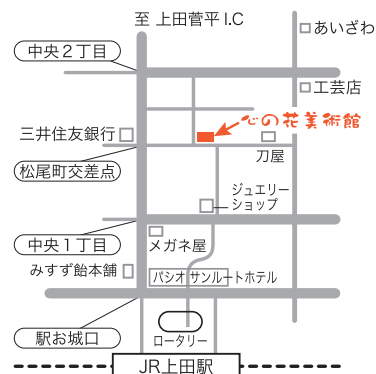 至 上田菅平 I.C
あいざわ
中央2丁目
工芸店
心の花美術館
三井住友銀行
刀屋
松尾町交差点
ジュエリー
ショップ
中央1丁目
メガネ屋
みすず飴本舗
パシオ サンルートホテル
駅お城口
ロータリー
JR上田駅